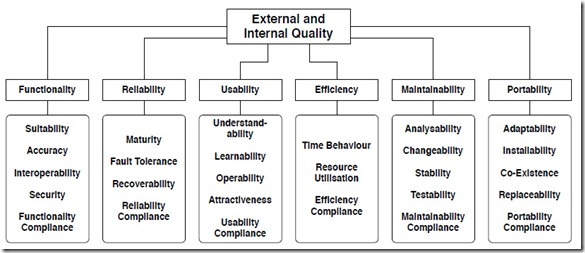 External and
Internal Quality
Functionality
Reliability
Usability
Efficiency
Maintainability
Portability
Suitability
Accuracy
Interoperability
Security
Functionality
Compliance
Maturity
Fault Tolerance
Recoverability
Reliability
Compliance
Understand-
ability
Learnability
Operability
Attractiveness
Usability
Compliance
Time Behaviour
Resource
Utilisation
Efficiency
Compliance
Analysability
Changeability
Stability
Testability
Maintainability
Compliance
Adaptability
Installability
Co-Existence
Replaceability
Portability
Compliance